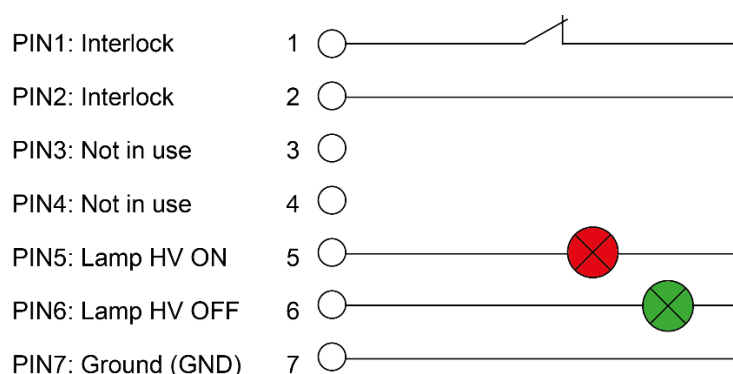 PIN1: Interlock 1
PIN2: Interlock 2
PIN3: Not in use 3
PIN4: Not in use 4
PIN5: Lamp HV ON 5
PIN6: Lamp HV OFF 6
PIN7: Ground (GND) 7